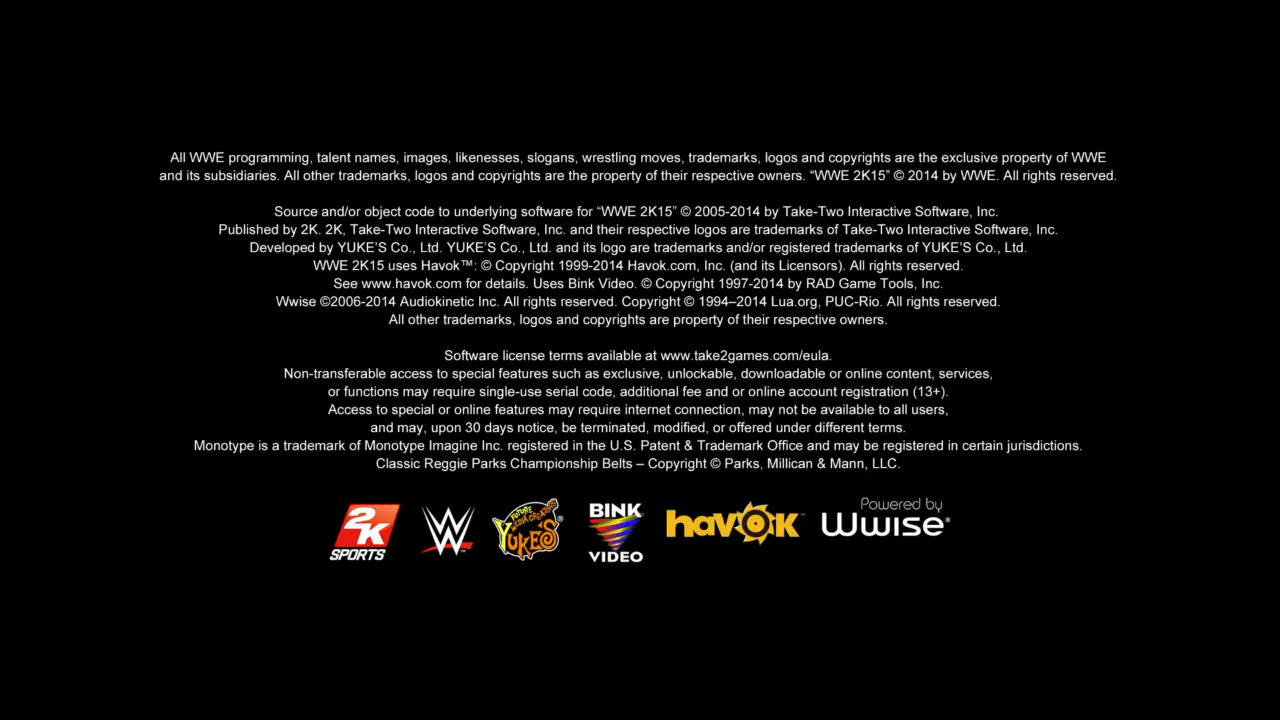 All WWE programming, talent names, images, likenesses, slogans, wrestling moves, trademarks, logos and copyrights are the exclusive property of WWE
and its subsidiaries. All other trademarks, logos and copyrights are the property of their respective owners. “WWE 2K15” © 2014 by WWE. All rights reserved.
Source and/or object code to underlying software for “WWE 2K15” © 2005-2014 by Take-Two Interactive Software, Inc.
Published by 2K. 2K, Take-Two Interactive Software, Inc. and their respective logos are trademarks of Take-Two Interactive Software, Inc.
Developed by YUKE’S Co., Ltd. YUKE’S Co., Ltd. and its logo are trademarks and/or registered trademarks of YUKE’S Co., Ltd.
WWE 2K15 uses Havok™: © Copyright 1999-2014 Havok.com, Inc. (and its Licensors). All rights reserved.
See www.havok.com for details. Uses Bink Video. © Copyright 1997-2014 by RAD Game Tools, Inc.
Wwise ©2006-2014 Audiokinetic Inc. All rights reserved. Copyright © 1994–2014 Lua.org, PUC-Rio. All rights reserved.
All other trademarks, logos and copyrights are property of their respective owners.
Software license terms available at www.take2games.com/eula.
Non-transferable access to special features such as exclusive, unlockable, downloadable or online content, services,
or functions may require single-use serial code, additional fee and or online account registration (13+).
Access to special or online features may require internet connection, may not be available to all users,
and may, upon 30 days notice, be terminated, modified, or offered under different terms.
Monotype is a trademark of Monotype Imagine Inc. registered in the U.S. Patent & Trademark Office and may be registered in certain jurisdictions.
Classic Reggie Parks Championship Belts – Copyright © Parks, Millican & Mann, LLC.
2K
SPORTS
W
FUTURE
MEDIA CREATORS
YUKE'S®
BINK
VIDEO
havok™
Powered by
Wwise®